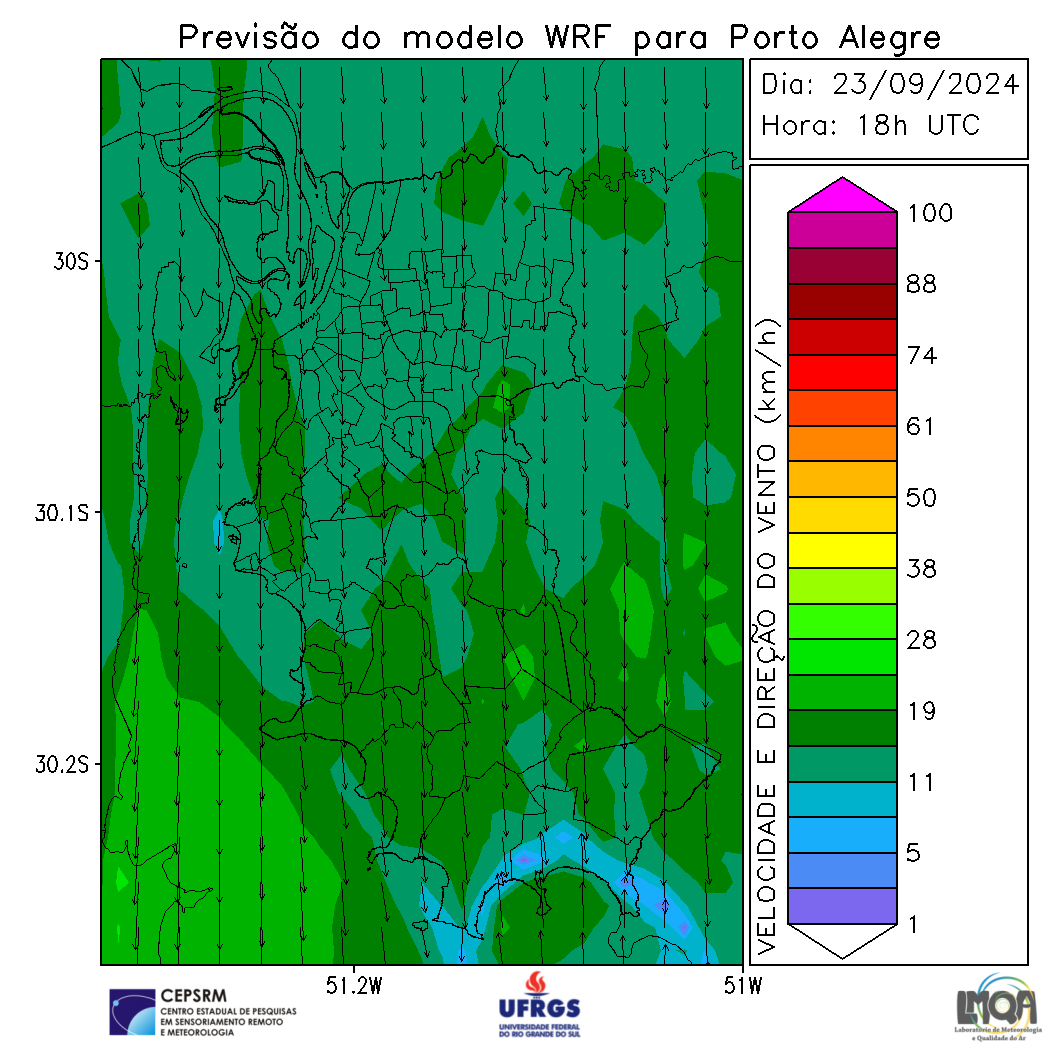 Previsão do modelo WRF para Porto Alegre
Dia: 23/09/2024
Hora: 18h UTC
100
88
74
61
50
38
28
19
11
5
1
VELOCIDADE E DIREÇÃO DO VENTO (km/h)
30S
30.1S
30.2S
51.2W
51W
CEPSRM
CENTRO ESTADUAL DE PESQUISAS
EM SENSORIAMENTO REMOTO
E METEOROLOGIA
UFRGS
UNIVERSIDADE FEDERAL
DO RIO GRANDE DO SUL
LMQA
Laboratório de Meteorologia
e Qualidade do Ar